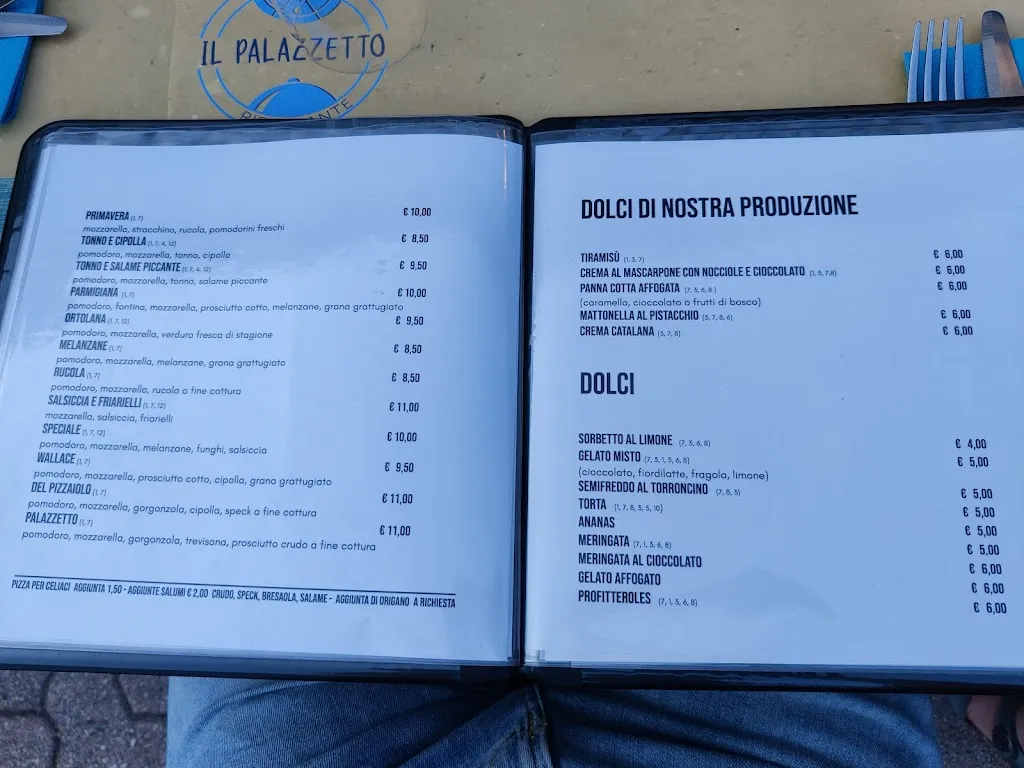 IL PALAZZETTO
PRIMAVERA (1, 7) € 10,00
mozzarella, stracchino, rucola, pomodorini freschi
TONNO E CIPOLLA (1, 7, 4, 12) € 8,50
pomodoro, mozzarella, tonno, cipolla
TONNO E SALAME PICCANTE (1, 7, 4, 12) € 9,50
pomodoro, mozzarella, tonno, salame piccante
PARMIGIANA (1, 7) € 10,00
pomodoro, fontina, mozzarella, prosciutto cotto, melanzane, grana grattugiato
ORTOLANA (1, 7, 12) € 9,50
pomodoro, mozzarella, verdura fresca di stagione
MELANZANE (1, 7) € 8,50
pomodoro, mozzarella, melanzane, grana grattugiato
RUCOLA (1, 7) € 8,50
pomodoro, mozzarella, rucola a fine cottura
SALSICCIA E FRIARIELLI (1, 7, 12) € 11,00
mozzarella, salsiccia, friarielli
SPECIALE (1, 7, 12) € 10,00
pomodoro, mozzarella, melanzane, funghi, salsiccia
WALLACE (1, 7) € 9,50
pomodoro, mozzarella, prosciutto cotto, cipolla, grana grattugiato
DEL PIZZAIOLO (1, 7) € 11,00
pomodoro, mozzarella, gorgonzola, cipolla, speck a fine cottura
PALAZZETTO (1, 7) € 11,00
pomodoro, mozzarella, gorgonzola, trevisana, prosciutto crudo a fine cottura
PIZZA PER CELIACI AGGIUNTA 1,50 - AGGIUNTE SALUMI € 2,00 CRUDO, SPECK, BRESAOLA, SALAME - AGGIUNTA DI ORIGANO A RICHIESTA
DOLCI DI NOSTRA PRODUZIONE
TIRAMISÙ (1, 3, 7) € 6,00
CREMA AL MASCARPONE CON NOCCIOLE E CIOCCOLATO (1, 3, 7,8) € 6,00
PANNA COTTA AFFOGATA (7, 3, 6, 8 ) € 6,00
(caramello, cioccolato o frutti di bosco)
MATTONELLA AL PISTACCHIO (3, 7, 8, 6) € 6,00
CREMA CATALANA (3, 7, 8) € 6,00
DOLCI
SORBETTO AL LIMONE (7, 3, 6, 8) € 4,00
GELATO MISTO (7, 3, 1, 5, 6, 8) € 5,00
(cioccolato, fiordilatte, fragola, limone)
SEMIFREDDO AL TORRONCINO (7, 8, 5) € 5,00
TORTA (1, 7, 8, 3, 5, 10) € 5,00
ANANAS € 5,00
MERINGATA (7, 1, 3, 6, 8) € 5,00
MERINGATA AL CIOCCOLATO € 6,00
GELATO AFFOGATO € 6,00
PROFITTEROLES (7, 1, 3, 6, 8) € 6,00